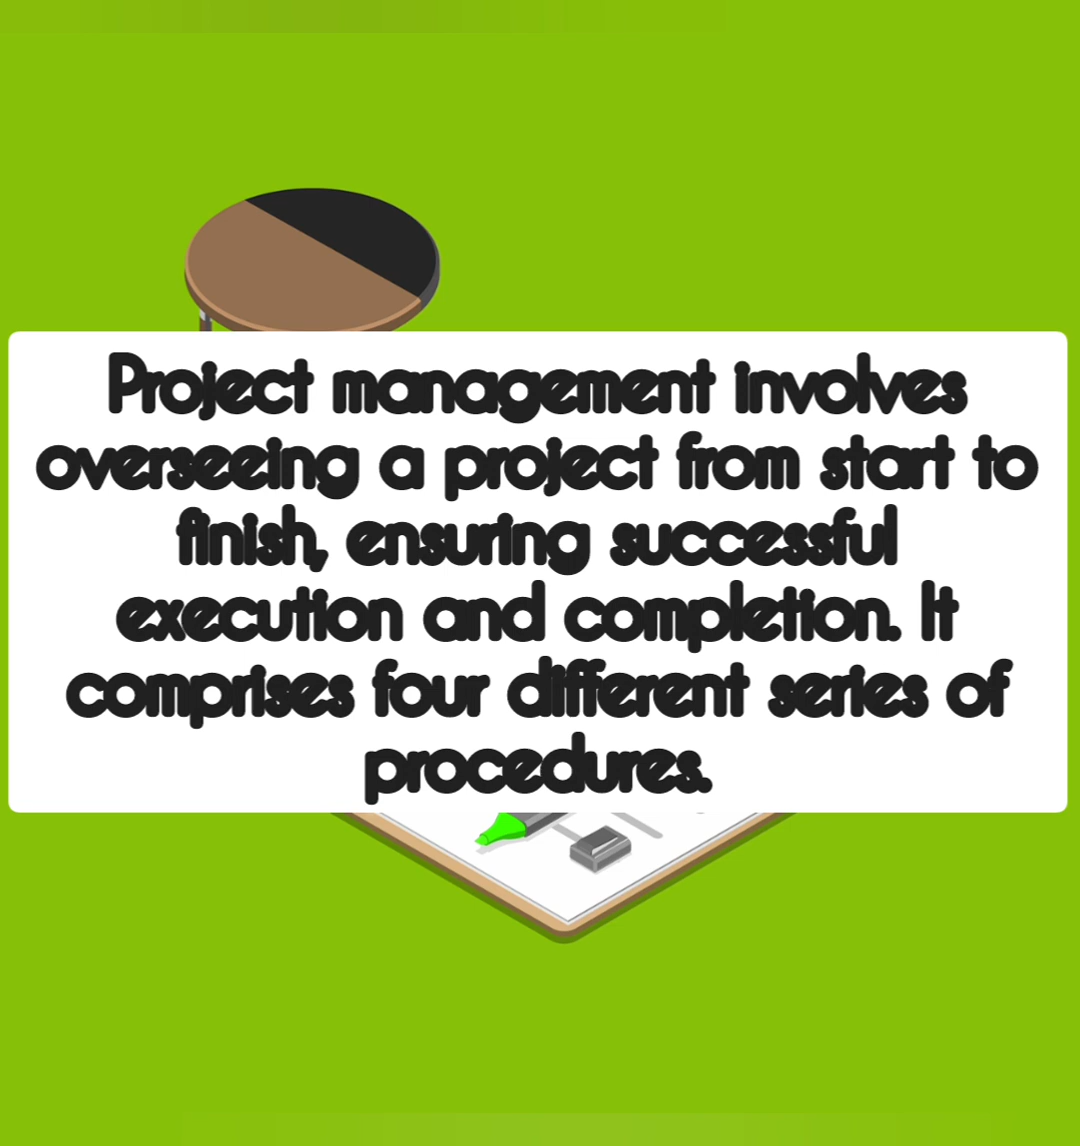 Project management involves
overseeing a project from start to
finish, ensuring successful
execution and completion. It
comprises four different series of
procedures.